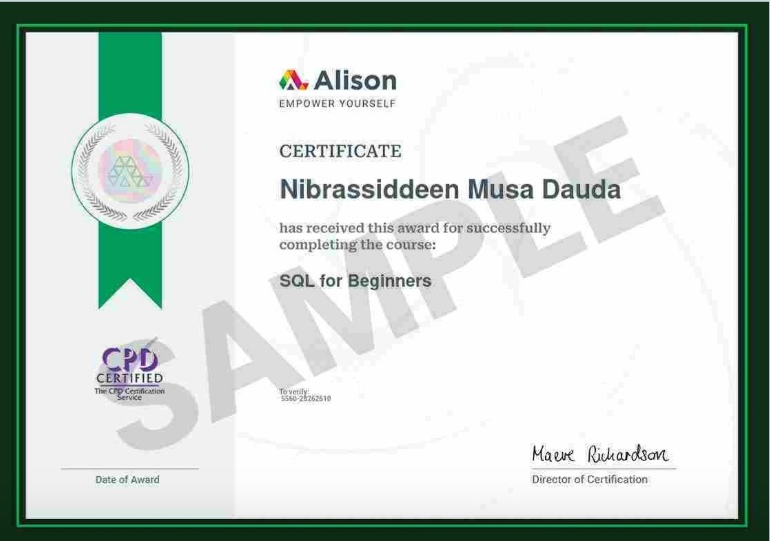 Alison
EMPOWER YOURSELF
CERTIFICATE
Nibrassiddeen Musa Dauda
has received this award for successfully
completing the course:
SQL for Beginners
SAMPLE
CPD
CERTIFIED
The CPD Certification
Service
To verify:
5560-28262510
Maeve Richardson
Date of Award
Director of Certification